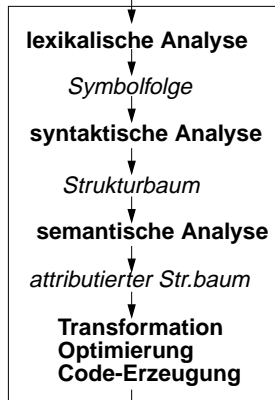 lexikalische Analyse
Symbolfolge
syntaktische Analyse
Strukturbaum
semantische Analyse
attributierter Str.baum
Transformation
Optimierung
Code-Erzeugung